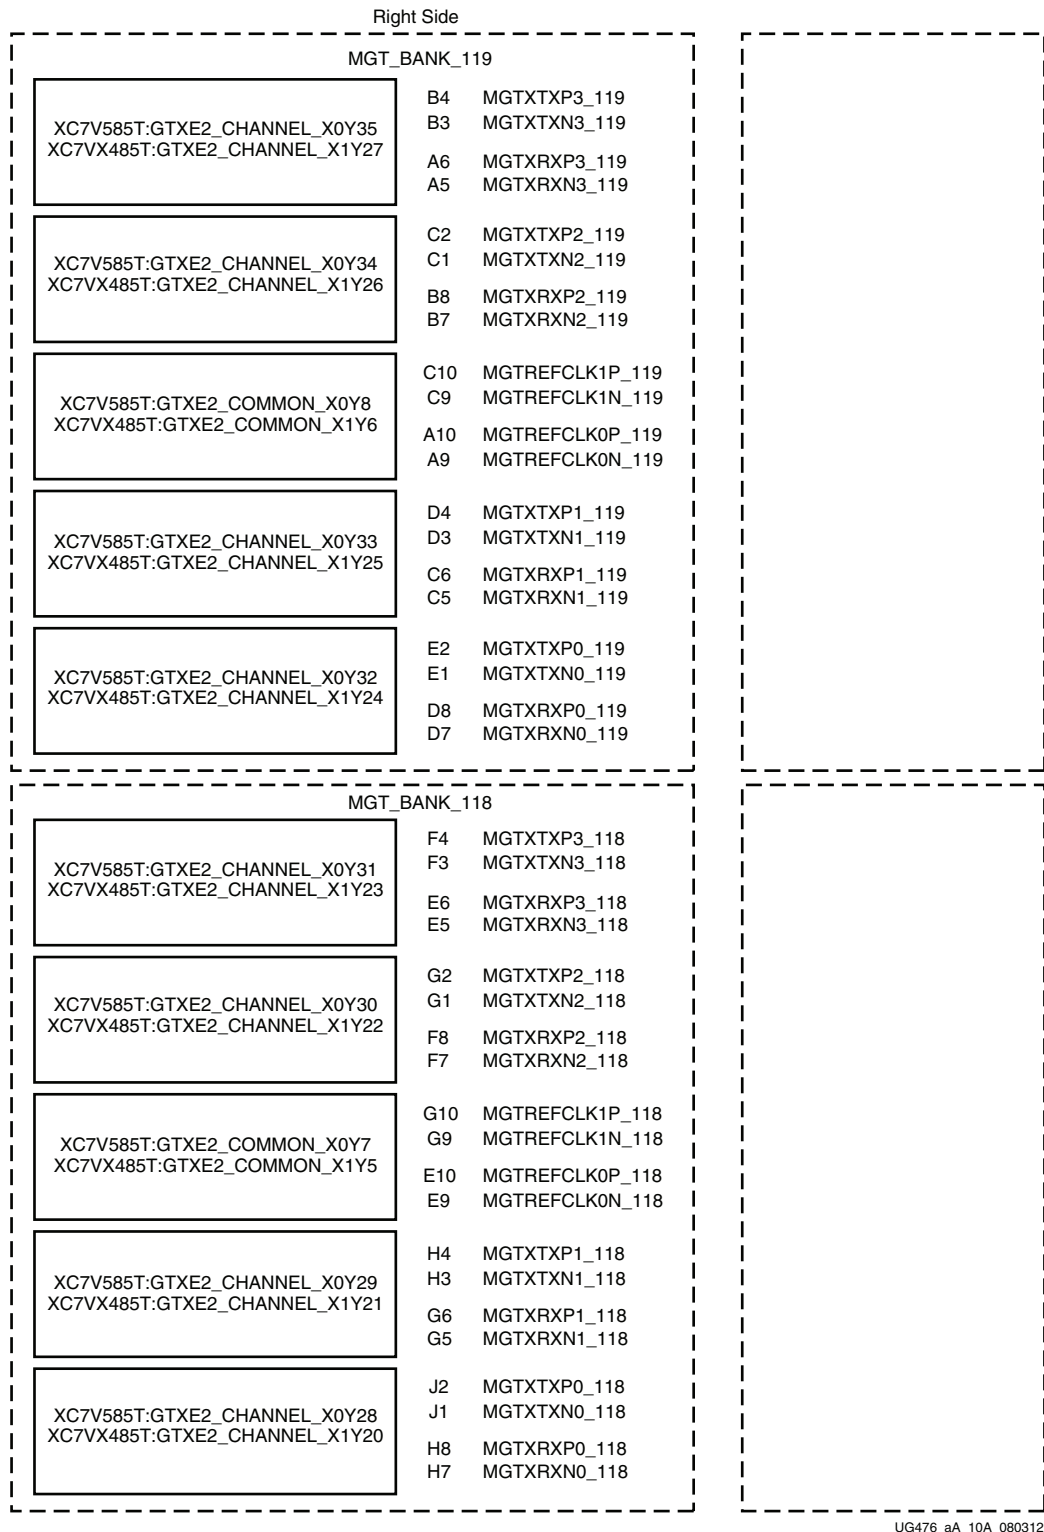 Right Side
MGT_BANK_119
XC7V585T:GTXE2_CHANNEL_X0Y35
XC7VX485T:GTXE2_CHANNEL_X1Y27
B4 MGTXTXP3_119
B3 MGTXTXN3_119
A6 MGTXRXP3_119
A5 MGTXRXN3_119
XC7V585T:GTXE2_CHANNEL_X0Y34
XC7VX485T:GTXE2_CHANNEL_X1Y26
C2 MGTXTXP2_119
C1 MGTXTXN2_119
B8 MGTXRXP2_119
B7 MGTXRXN2_119
XC7V585T:GTXE2_COMMON_X0Y8
XC7VX485T:GTXE2_COMMON_X1Y6
C10 MGTREFCLK1P_119
C9 MGTREFCLK1N_119
A10 MGTREFCLK0P_119
A9 MGTREFCLK0N_119
XC7V585T:GTXE2_CHANNEL_X0Y33
XC7VX485T:GTXE2_CHANNEL_X1Y25
D4 MGTXTXP1_119
D3 MGTXTXN1_119
C6 MGTXRXP1_119
C5 MGTXRXN1_119
XC7V585T:GTXE2_CHANNEL_X0Y32
XC7VX485T:GTXE2_CHANNEL_X1Y24
E2 MGTXTXP0_119
E1 MGTXTXN0_119
D8 MGTXRXP0_119
D7 MGTXRXN0_119
MGT_BANK_118
XC7V585T:GTXE2_CHANNEL_X0Y31
XC7VX485T:GTXE2_CHANNEL_X1Y23
F4 MGTXTXP3_118
F3 MGTXTXN3_118
E6 MGTXRXP3_118
E5 MGTXRXN3_118
XC7V585T:GTXE2_CHANNEL_X0Y30
XC7VX485T:GTXE2_CHANNEL_X1Y22
G2 MGTXTXP2_118
G1 MGTXTXN2_118
F8 MGTXRXP2_118
F7 MGTXRXN2_118
XC7V585T:GTXE2_COMMON_X0Y7
XC7VX485T:GTXE2_COMMON_X1Y5
G10 MGTREFCLK1P_118
G9 MGTREFCLK1N_118
E10 MGTREFCLK0P_118
E9 MGTREFCLK0N_118
XC7V585T:GTXE2_CHANNEL_X0Y29
XC7VX485T:GTXE2_CHANNEL_X1Y21
H4 MGTXTXP1_118
H3 MGTXTXN1_118
G6 MGTXRXP1_118
G5 MGTXRXN1_118
XC7V585T:GTXE2_CHANNEL_X0Y28
XC7VX485T:GTXE2_CHANNEL_X1Y20
J2 MGTXTXP0_118
J1 MGTXTXN0_118
H8 MGTXRXP0_118
H7 MGTXRXN0_118
UG476_aA_10A_080312